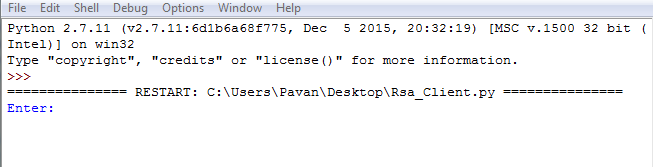 File Edit Shell Debug Options Window Help
Python 2.7.11 (v2.7.11:6d1b6a68f775, Dec  5 2015, 20:32:19) [MSC v.1500 32 bit (
Intel)] on win32
Type "copyright", "credits" or "license()" for more information.
>>>
=============== RESTART: C:\Users\Pavan\Desktop\Rsa_Client.py ===============
Enter: